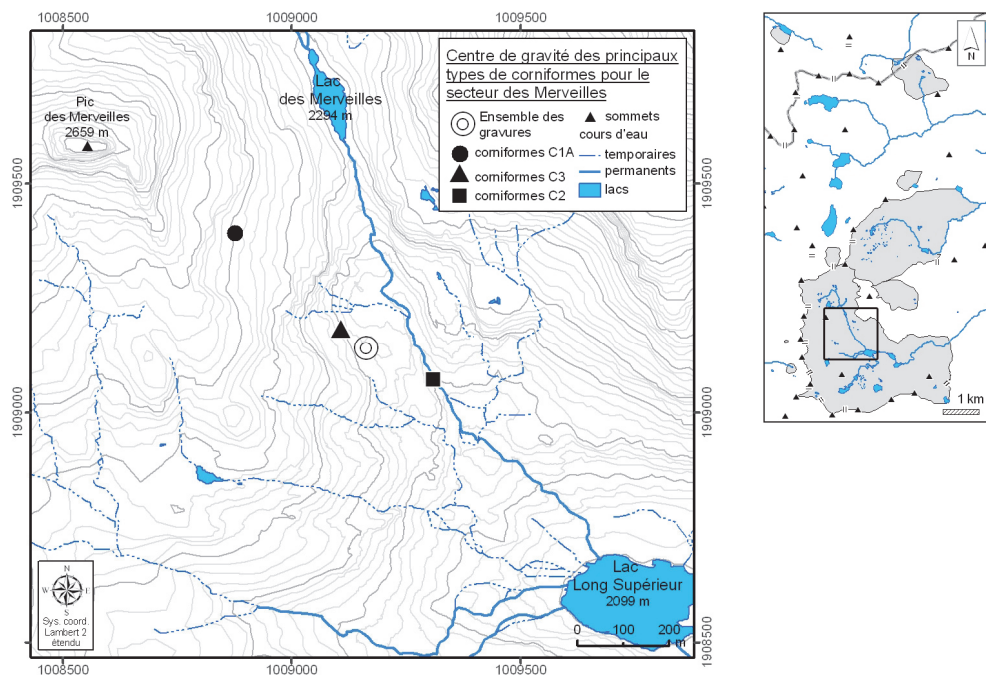 1008500
1009000
1009500
Centre de gravité des principaux
types de corniformes pour le
secteur des Merveilles
Ensemble des
gravures
corniformes C1A
corniformes C3
corniformes C2
sommets
cours d'eau
temporaires
permanents
lacs
Lac
des Merveilles
2294 m
Pic
des Merveilles
2659 m
1909500
1909500
1909000
1909000
Lac
Long Supérieur
2099 m
0 100 200 m
N
W E
S
Sys. coord.
Lambert 2
étendu
1908500
1908500
1008500
1009000
1009500
N
1 km